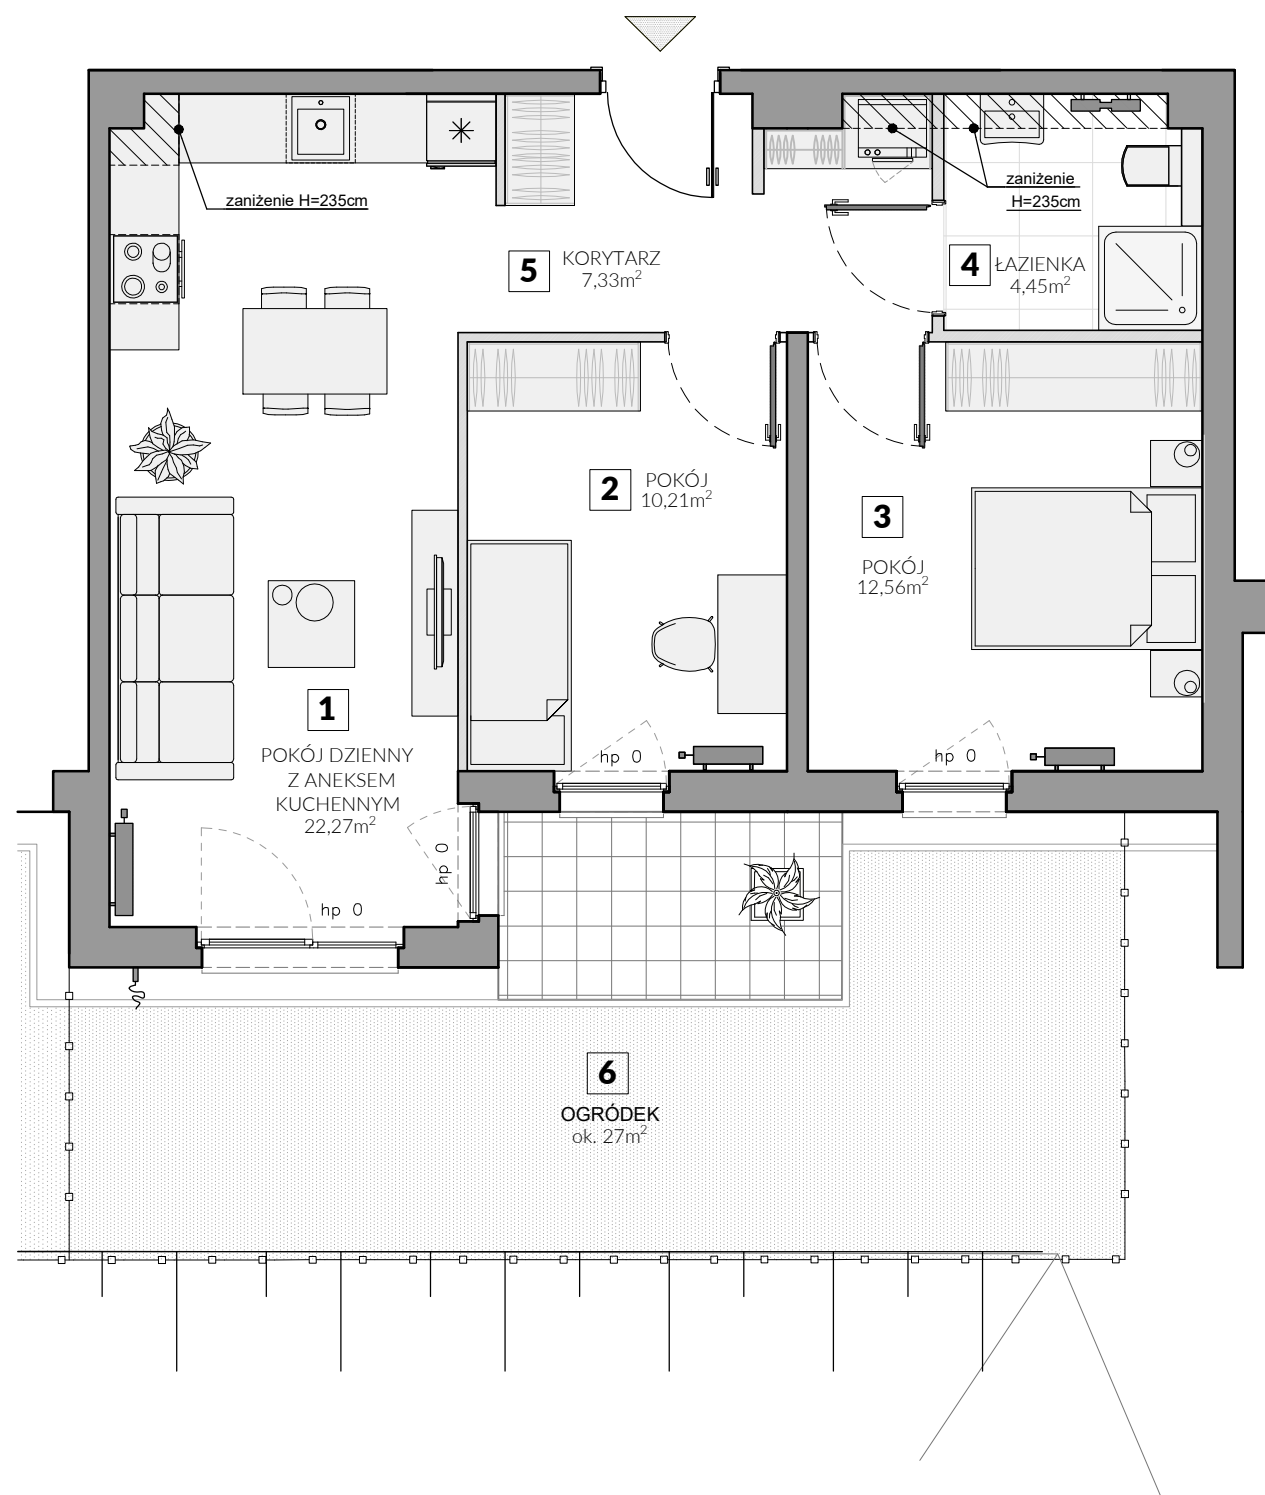 zaniżenie H=235cm
zaniżenie
H=235cm
5
KORYTARZ
7,33m²
4
ŁAZIENKA
4,45m²
2
POKÓJ
10,21m²
3
POKÓJ
12,56m²
1
POKÓJ DZIENNY
Z ANEKSEM
KUCHENNYM
22,27m²
hp 0
hp 0
hp 0
hp 0
6
OGRÓDEK
ok. 27m²